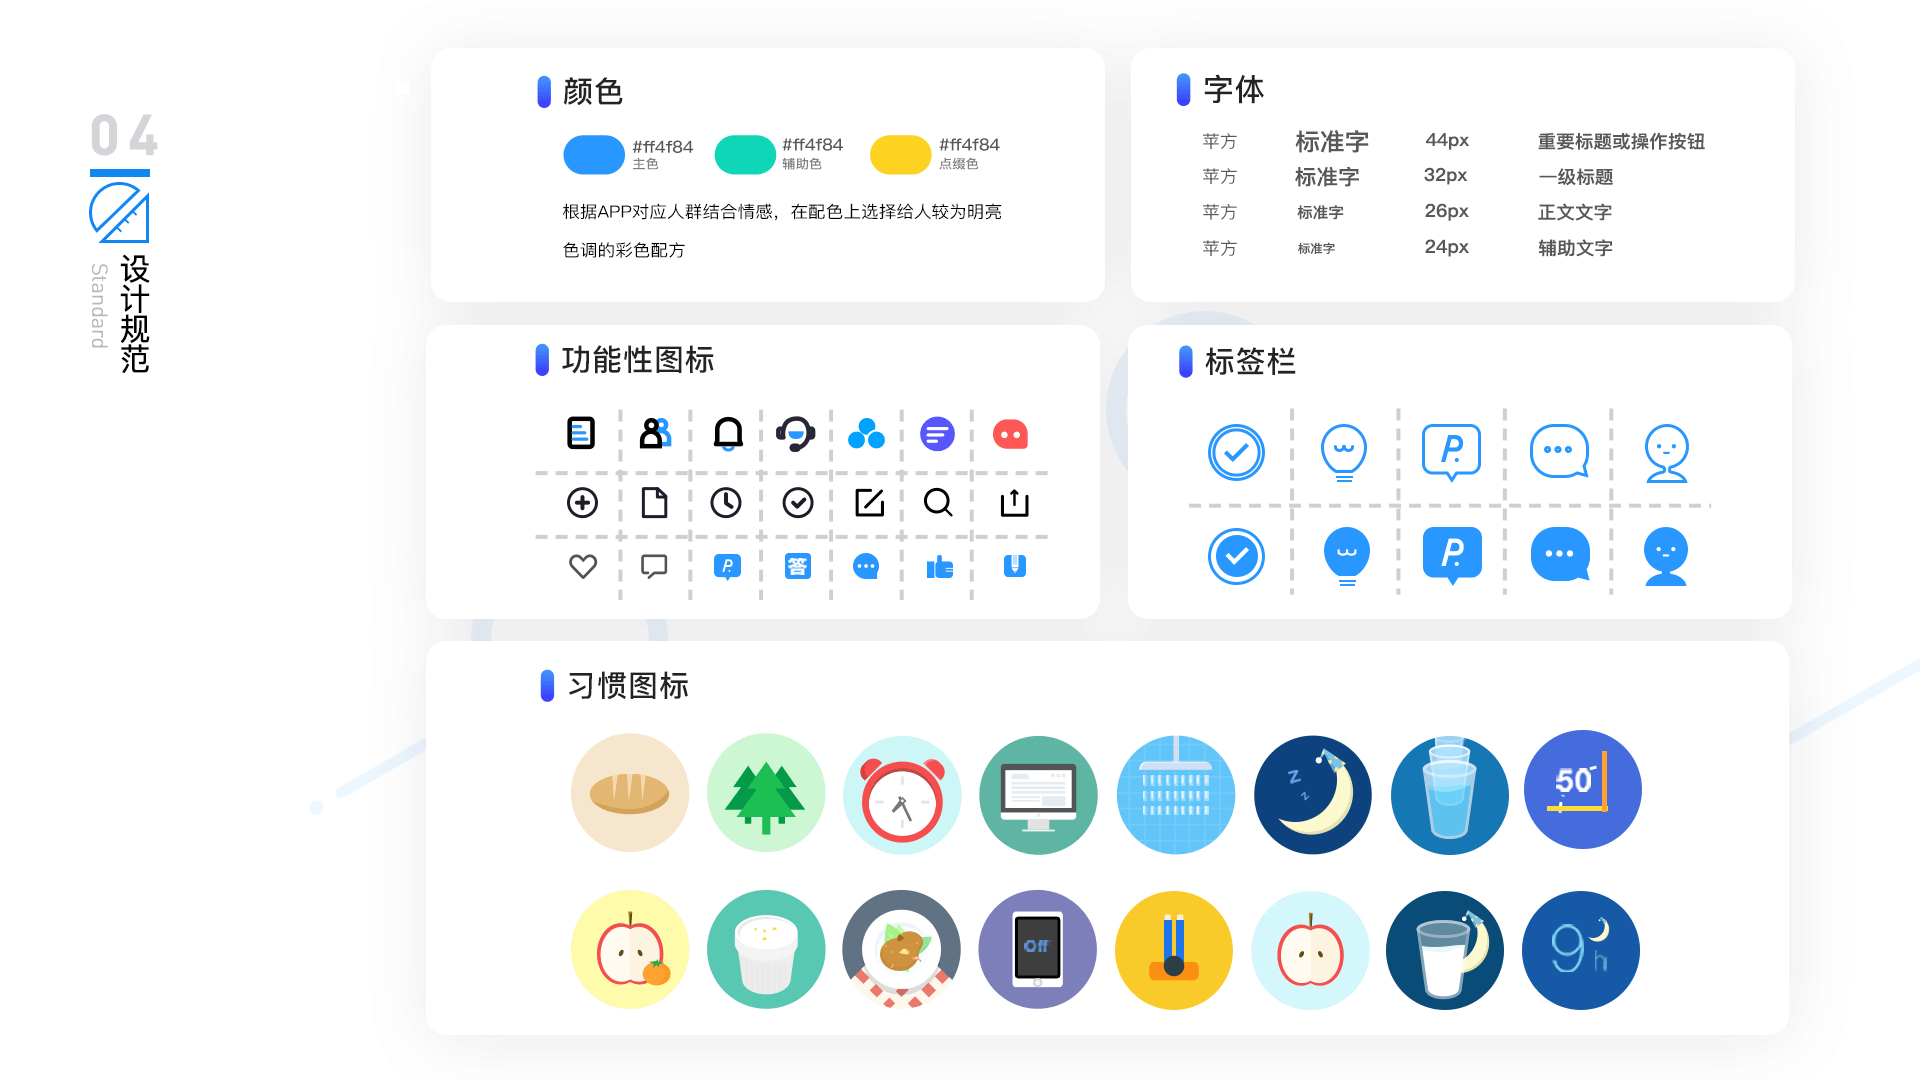 04
设计规范
Standard
颜色
#ff4f84
主色
#ff4f84
辅助色
#ff4f84
点缀色
根据APP对应人群结合情感，在配色上选择给人较为明亮
色调的彩色配方
字体
苹方 标准字 44px 重要标题或操作按钮
苹方 标准字 32px 一级标题
苹方 标准字 26px 正文文字
苹方 标准字 24px 辅助文字
功能性图标
P.
答
标签栏
P.
P.
习惯图标
z
z
50
Off
9h